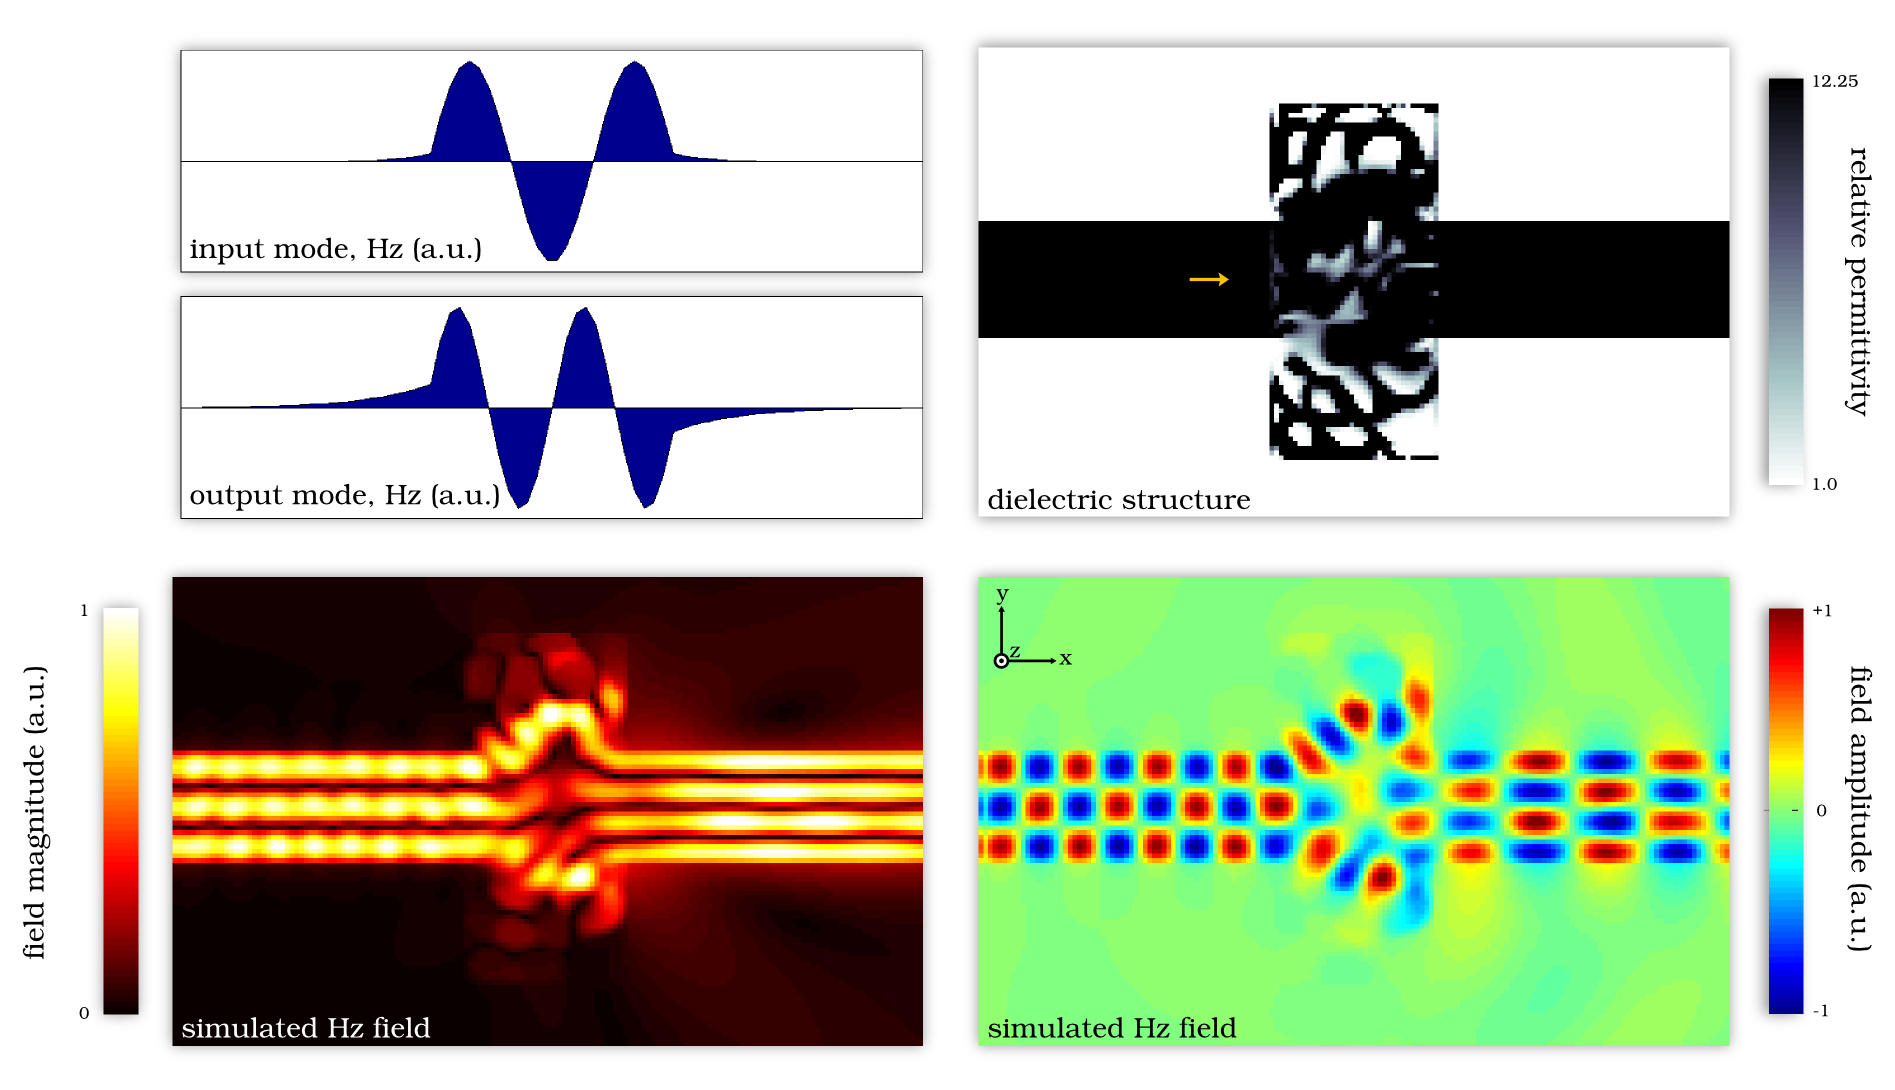 input mode, Hz (a.u.)
output mode, Hz (a.u.)
dielectric structure
12.25
relative permittivity
1.0
1
field magnitude (a.u.)
0
simulated Hz field
y
z
x
simulated Hz field
+1
field amplitude (a.u.)
0
-1